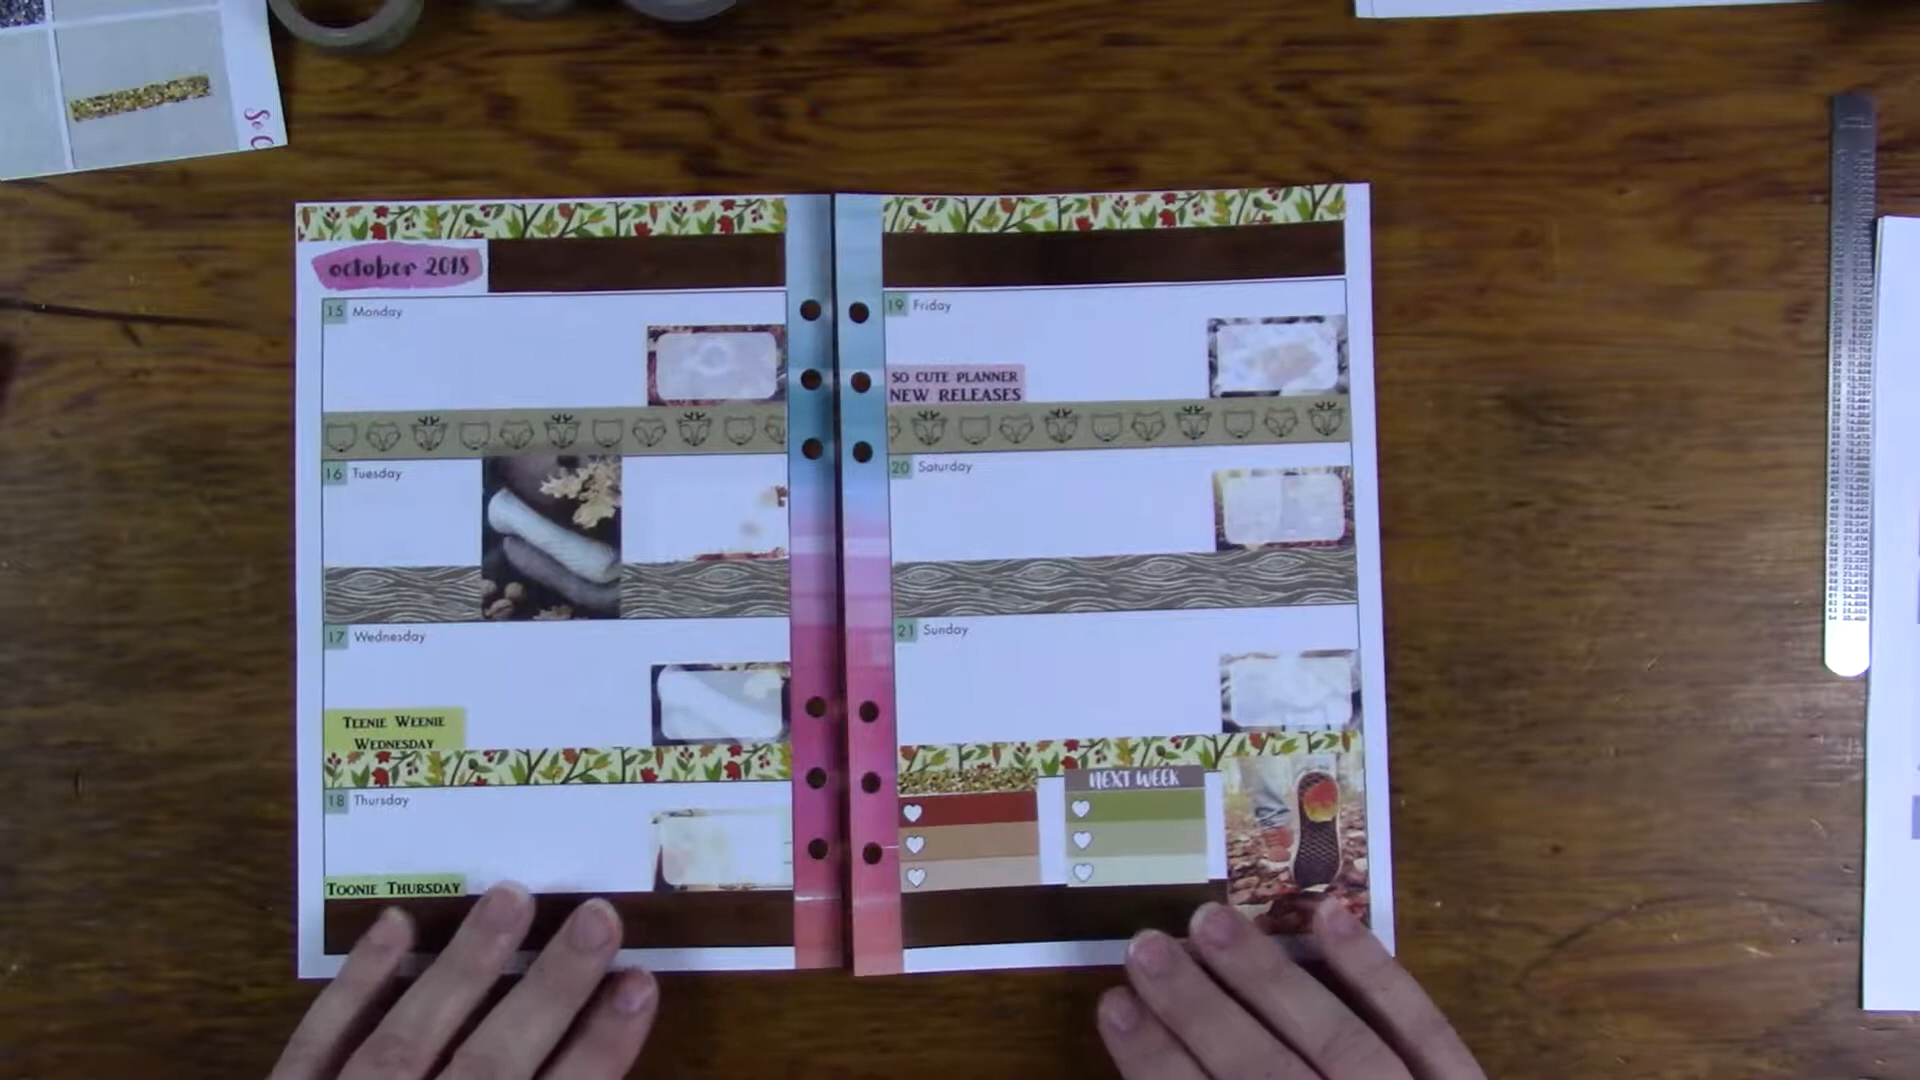 So C
october 2018
15 Monday
16 Tuesday
17 Wednesday
TEENIE WEENIE
WEDNESDAY
18 Thursday
TOONIE THURSDAY
19 Friday
SO CUTE PLANNER
NEW RELEASES
20 Saturday
21 Sunday
NEXT WEEK